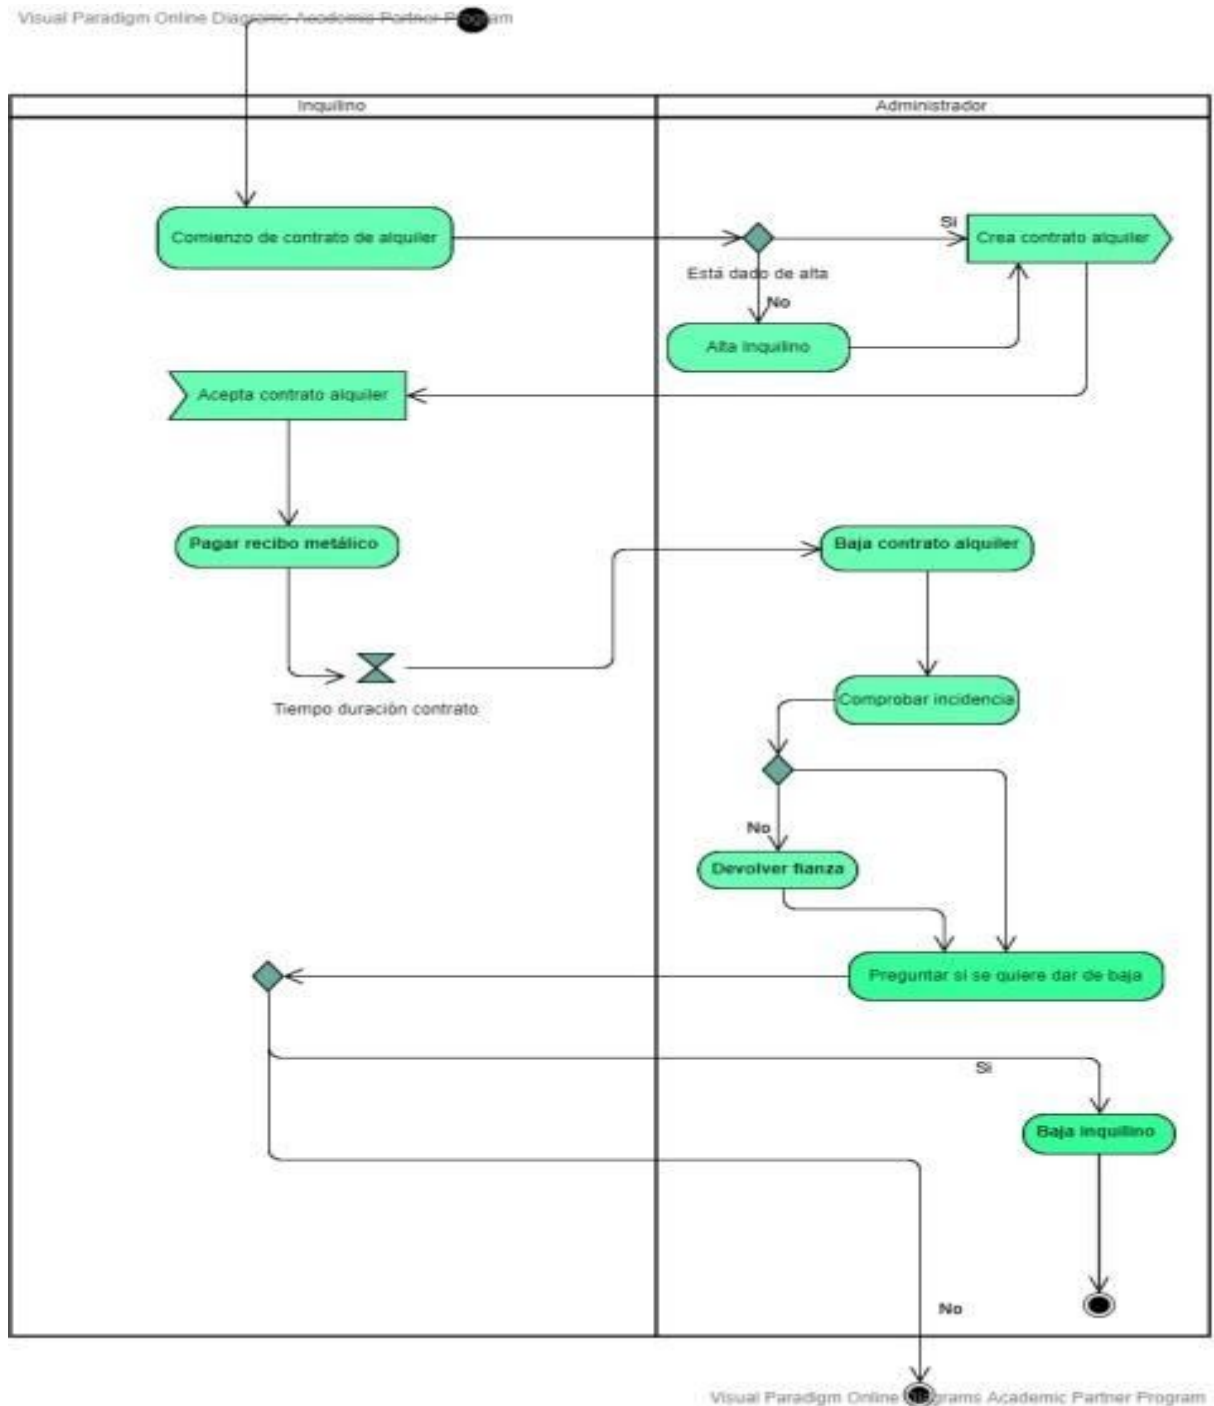 Visual Paradigm Online Diagrams Academic Partner Program
Inquilino
Administrador
Comienzo de contrato de alquiler
Si
Crea contrato alquiler
Está dado de alta
No
Alta Inquilino
Acepta contrato alquiler
Pagar recibo metálico
Baja contrato alquiler
Tiempo duración contrato
Comprobar incidencia
No
Devolver fianza
Preguntar si se quiere dar de baja
Si
Baja inquilino
No
Visual Paradigm Online Diagrams Academic Partner Program